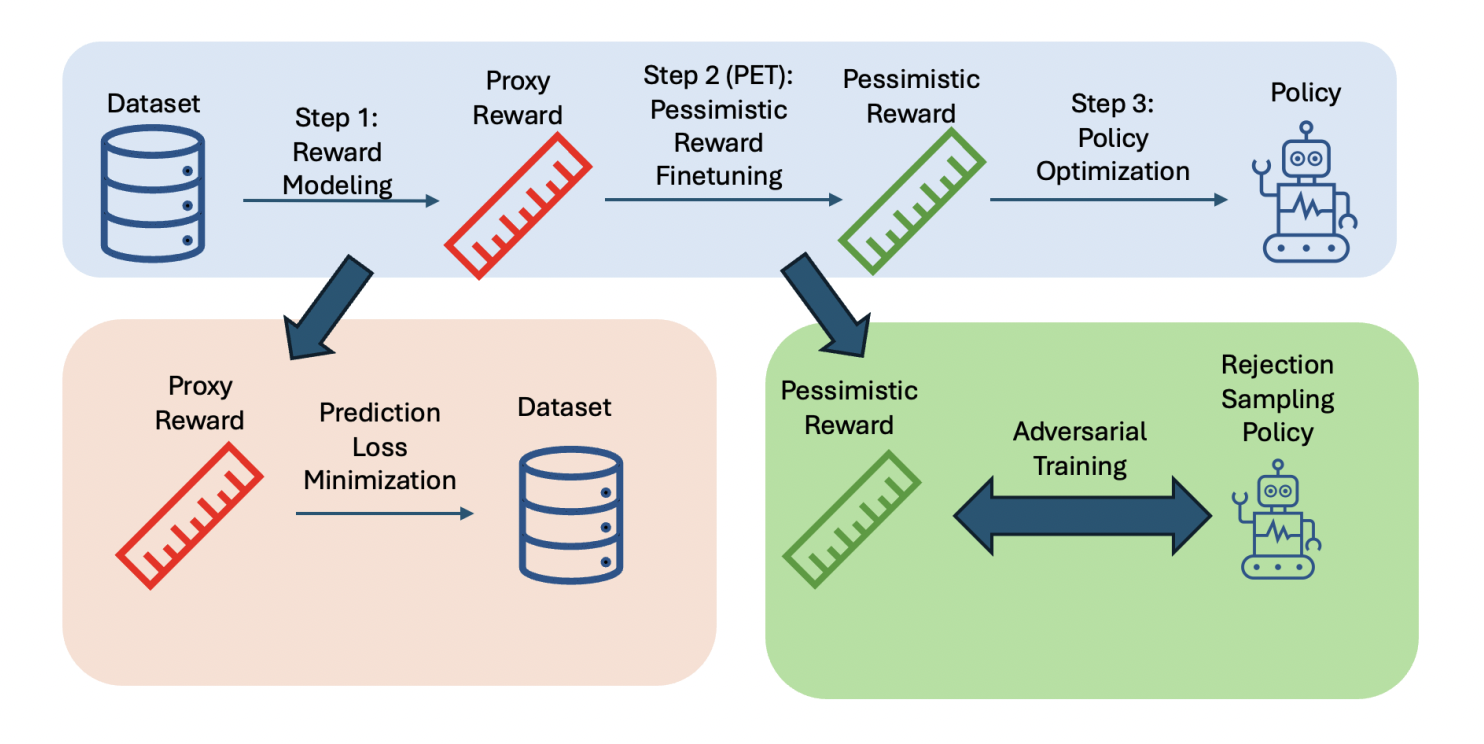 Dataset
Step 1:
Reward
Modeling
Proxy
Reward
Step 2 (PET):
Pessimistic
Reward
Finetuning
Pessimistic
Reward
Step 3:
Policy
Optimization
Policy
Proxy
Reward
Prediction
Loss
Minimization
Dataset
Pessimistic
Reward
Adversarial
Training
Rejection
Sampling
Policy